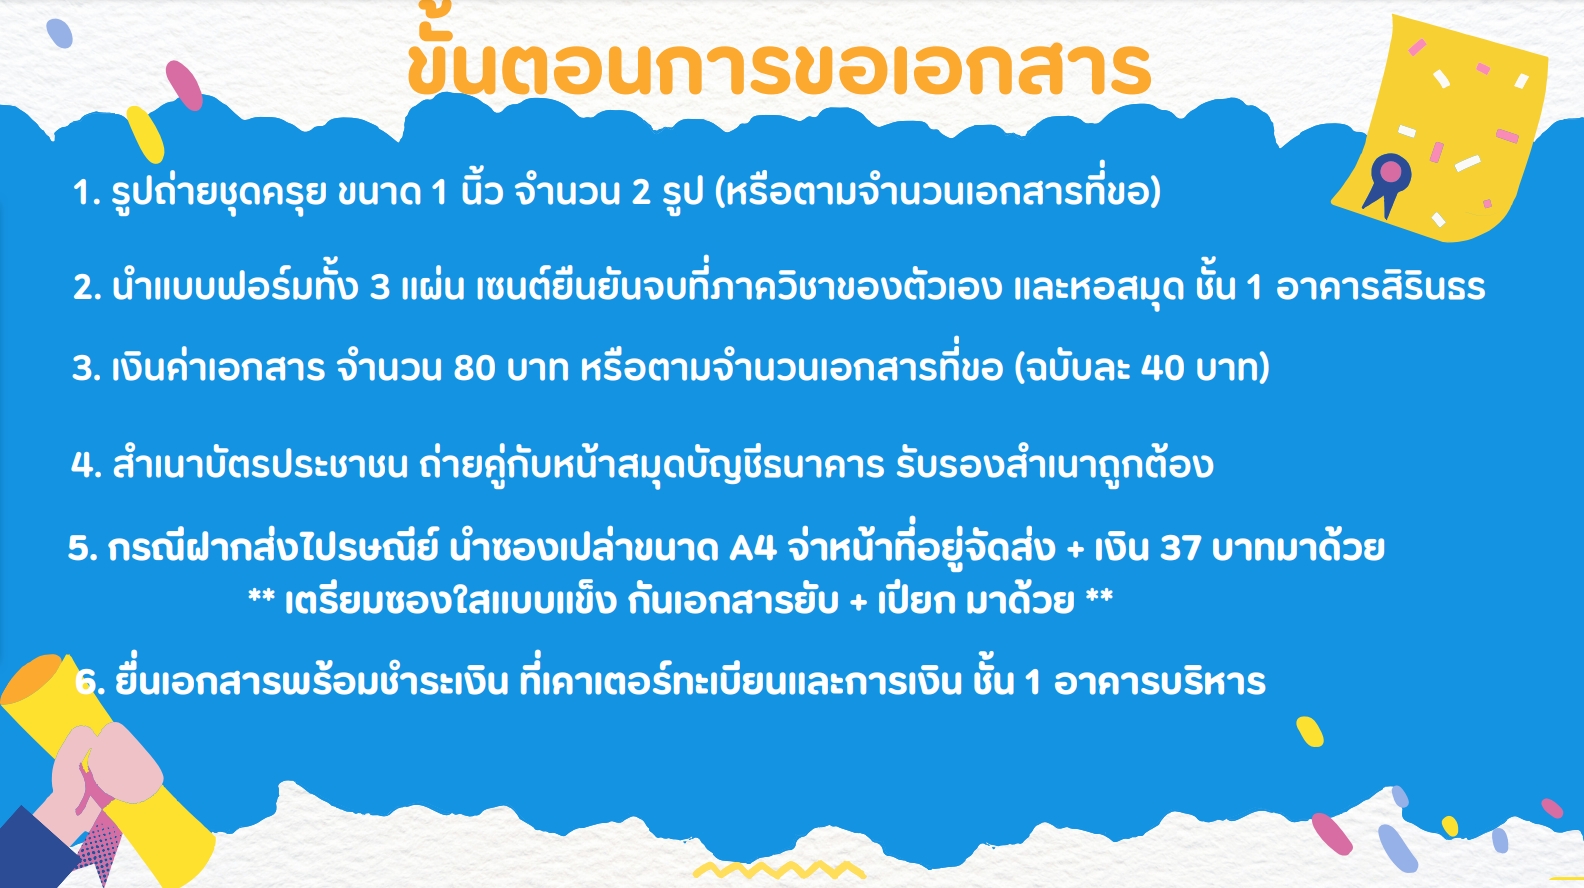 ขั้นตอนการขอเอกสาร
1. รูปถ่ายชุดครุย ขนาด 1 นิ้ว จำนวน 2 รูป (หรือตามจำนวนเอกสารที่ขอ)
2. นำแบบฟอร์มทั้ง 3 แผ่น เซนต์ยืนยันจบที่ภาควิชาของตัวเอง และหอสมุด ชั้น 1 อาคารสิรินธร
3. เงินค่าเอกสาร จำนวน 80 บาท หรือตามจำนวนเอกสารที่ขอ (ฉบับละ 40 บาท)
4. สำเนาบัตรประชาชน ถ่ายคู่กับหน้าสมุดบัญชีธนาคาร รับรองสำเนาถูกต้อง
5. กรณีฝากส่งไปรษณีย์ นำซองเปล่าขนาด A4 จ่าหน้าที่อยู่จัดส่ง + เงิน 37 บาทมาด้วย
** เตรียมซองใสแบบแข็ง กันเอกสารยับ + เปียก มาด้วย **
6. ยื่นเอกสารพร้อมชำระเงิน ที่เคาเตอร์ทะเบียนและการเงิน ชั้น 1 อาคารบริหาร